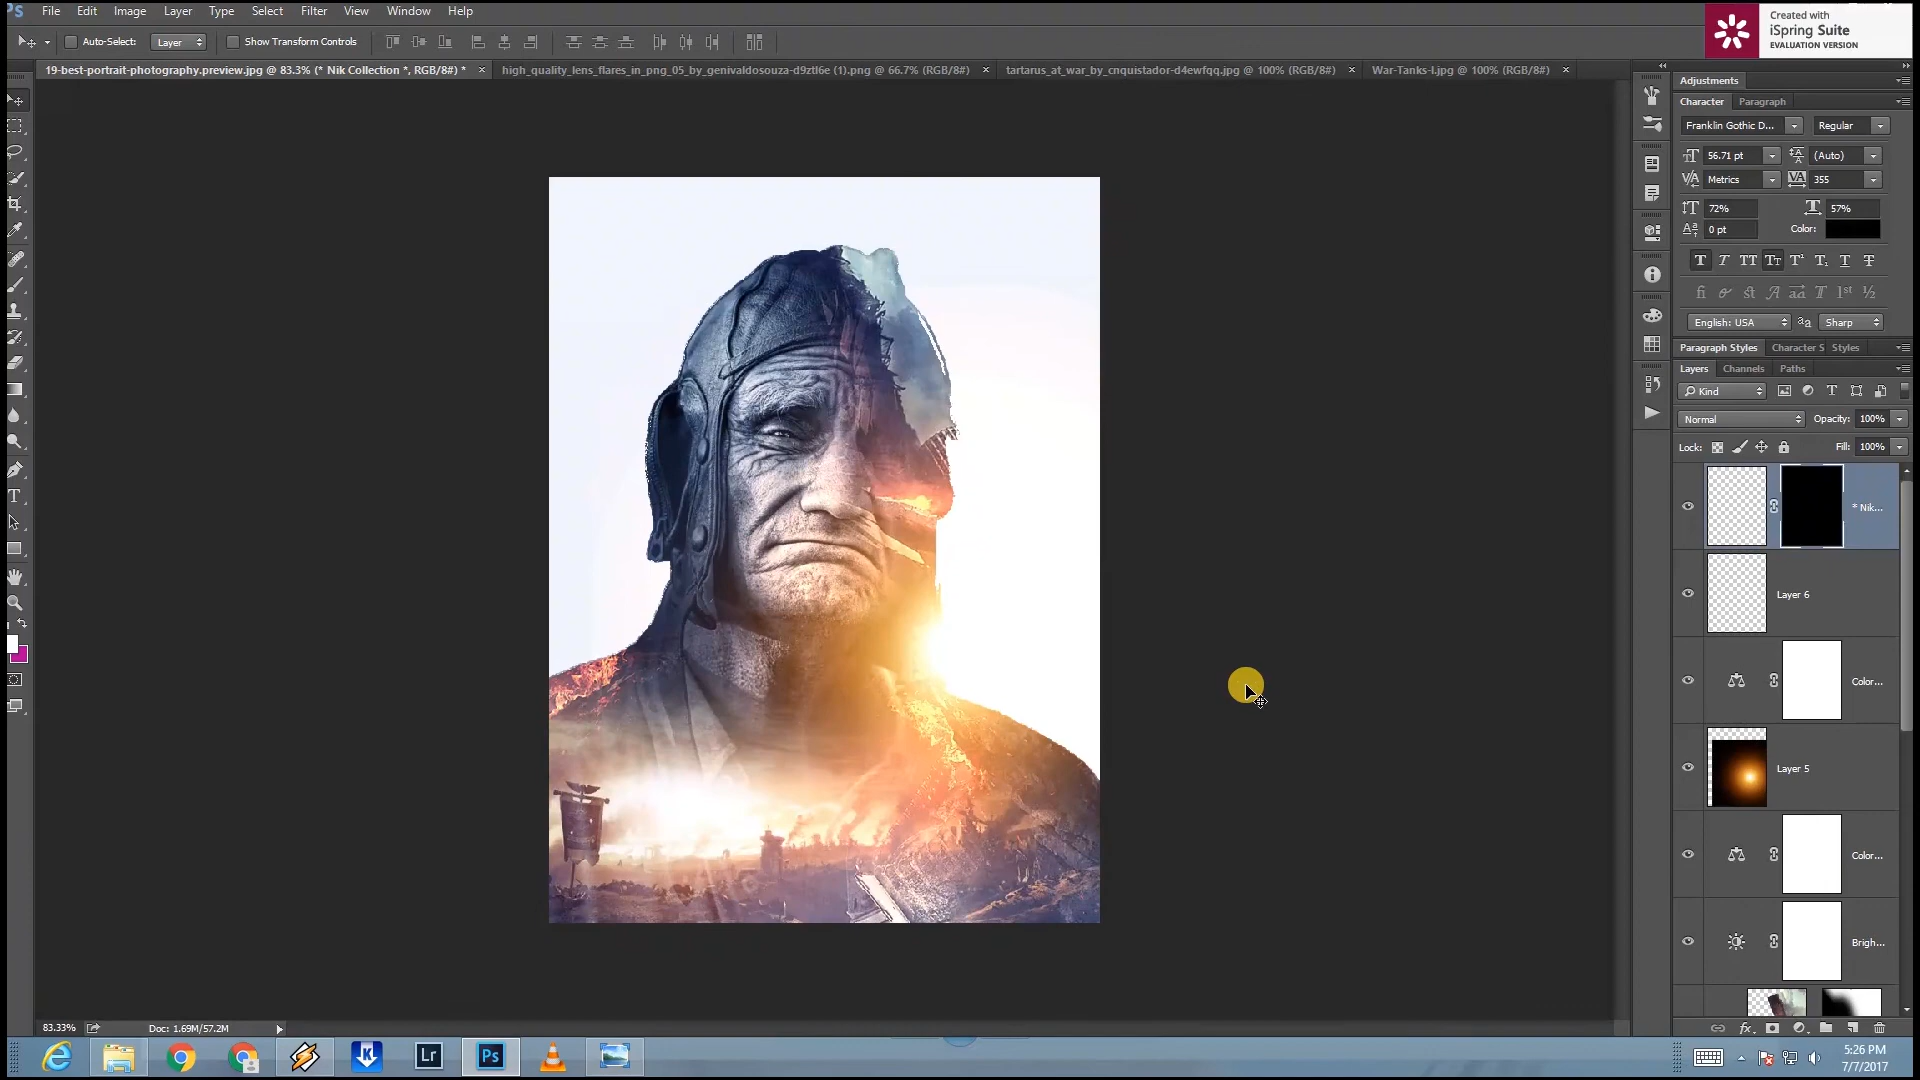 Ps File Edit Image Layer Type Select Filter View Window Help
Created with
iSpring Suite
EVALUATION VERSION
Auto-Select: Layer Show Transform Controls
19-best-portrait-photography.preview.jpg @ 83.3% (* Nik Collection *, RGB/8#) * high_quality_lens_flares_in_png_05_by_genivaldosouza-d9ztl6e (1).png @ 66.7% (RGB/8#) tartarus_at_war_by_cnquistador-d4ewfqq.jpg @ 100% (RGB/8#) War-Tanks-I.jpg @ 100% (RGB/8#)
Adjustments
Character Paragraph
Franklin Gothic D... Regular
56.71 pt (Auto)
Metrics 355
72% 57%
0 pt Color:
English: USA aa Sharp
Paragraph Styles Character S Styles
Layers Channels Paths
Kind
Normal Opacity: 100%
Lock: Fill: 100%
* Nik...
Layer 6
Color...
Layer 5
Color...
Brigh...
83.33% Doc: 1.69M/57.2M
fx
K Lr Ps
5:26 PM
7/7/2017